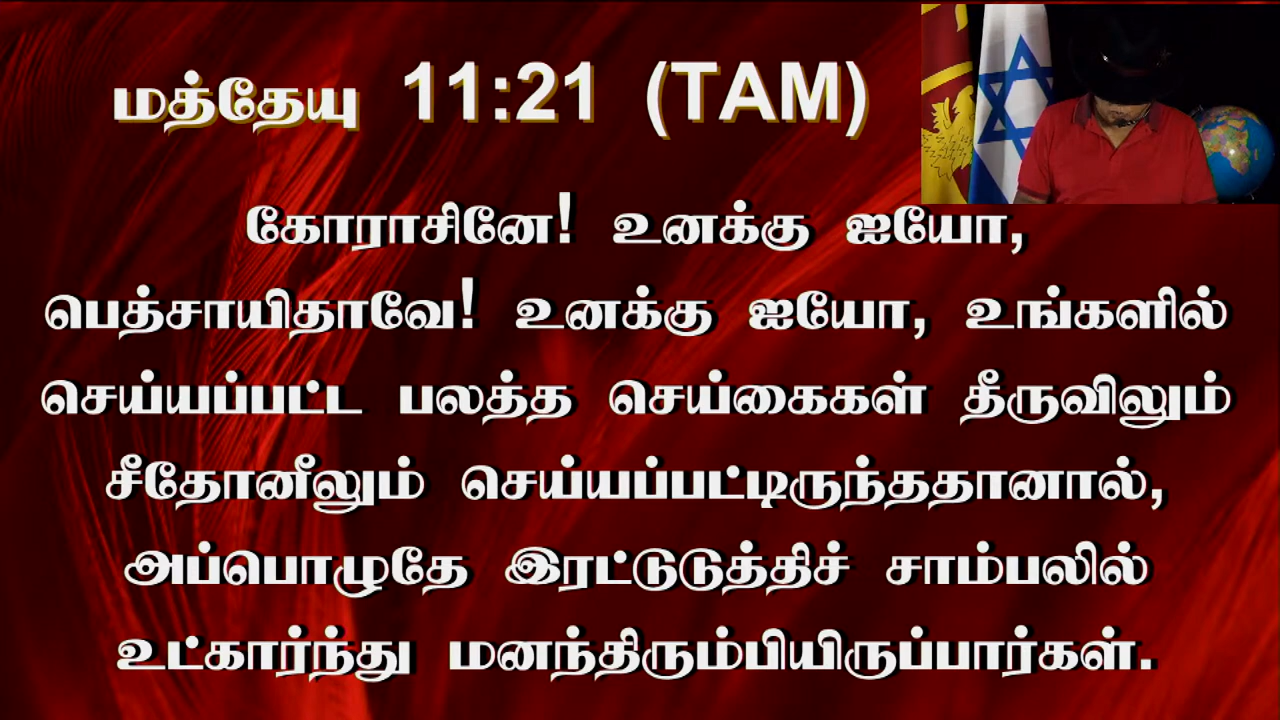 மத்தேயு 11:21 (TAM)
கோராசினே! உனக்கு ஐயோ,
பெத்சாயிதாவே! உனக்கு ஐயோ, உங்களில்
செய்யப்பட்ட பலத்த செய்கைகள் தீருவிலும்
சீதோனீலும் செய்யப்பட்டிருந்ததானால்,
அப்பொழுதே இரட்டுடுத்திச் சாம்பலில்
உட்கார்ந்து மனந்திரும்பியிருப்பார்கள்.